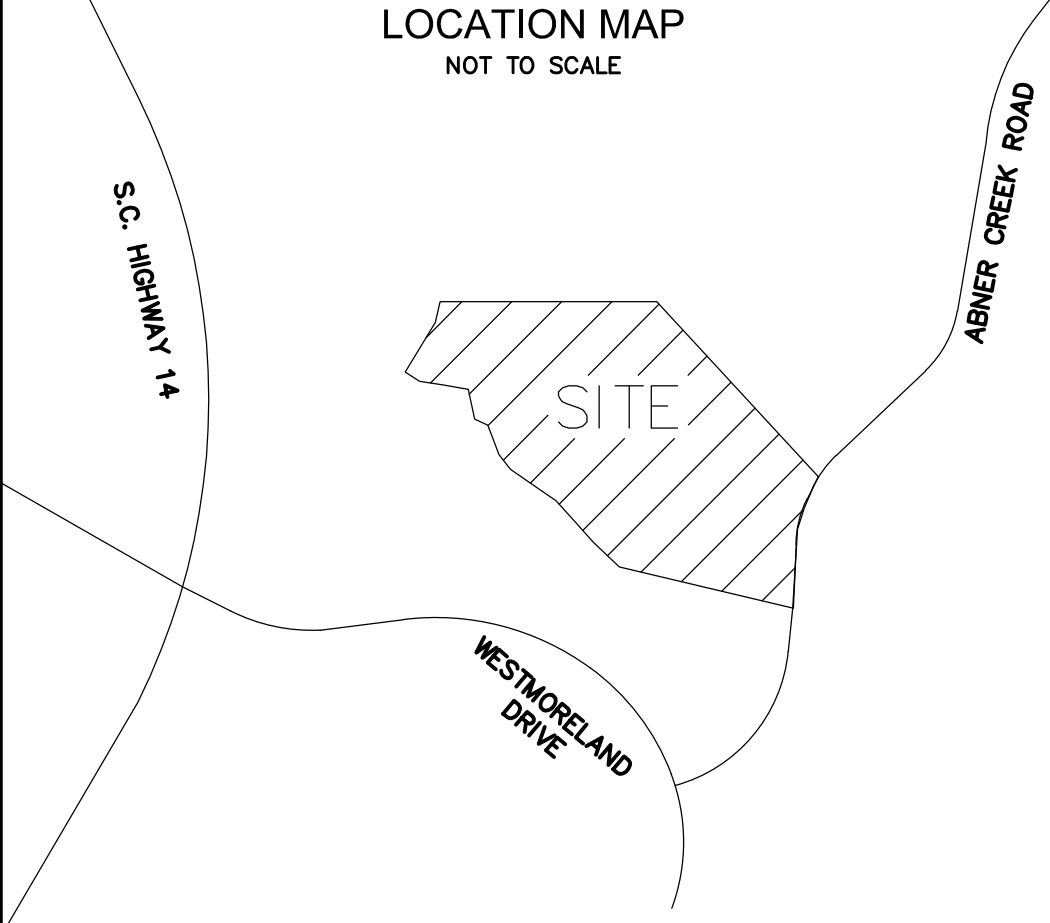 LOCATION MAP
NOT TO SCALE
S.C. HIGHWAY 14
ABNER CREEK ROAD
SITE
WESTMORELAND
DRIVE